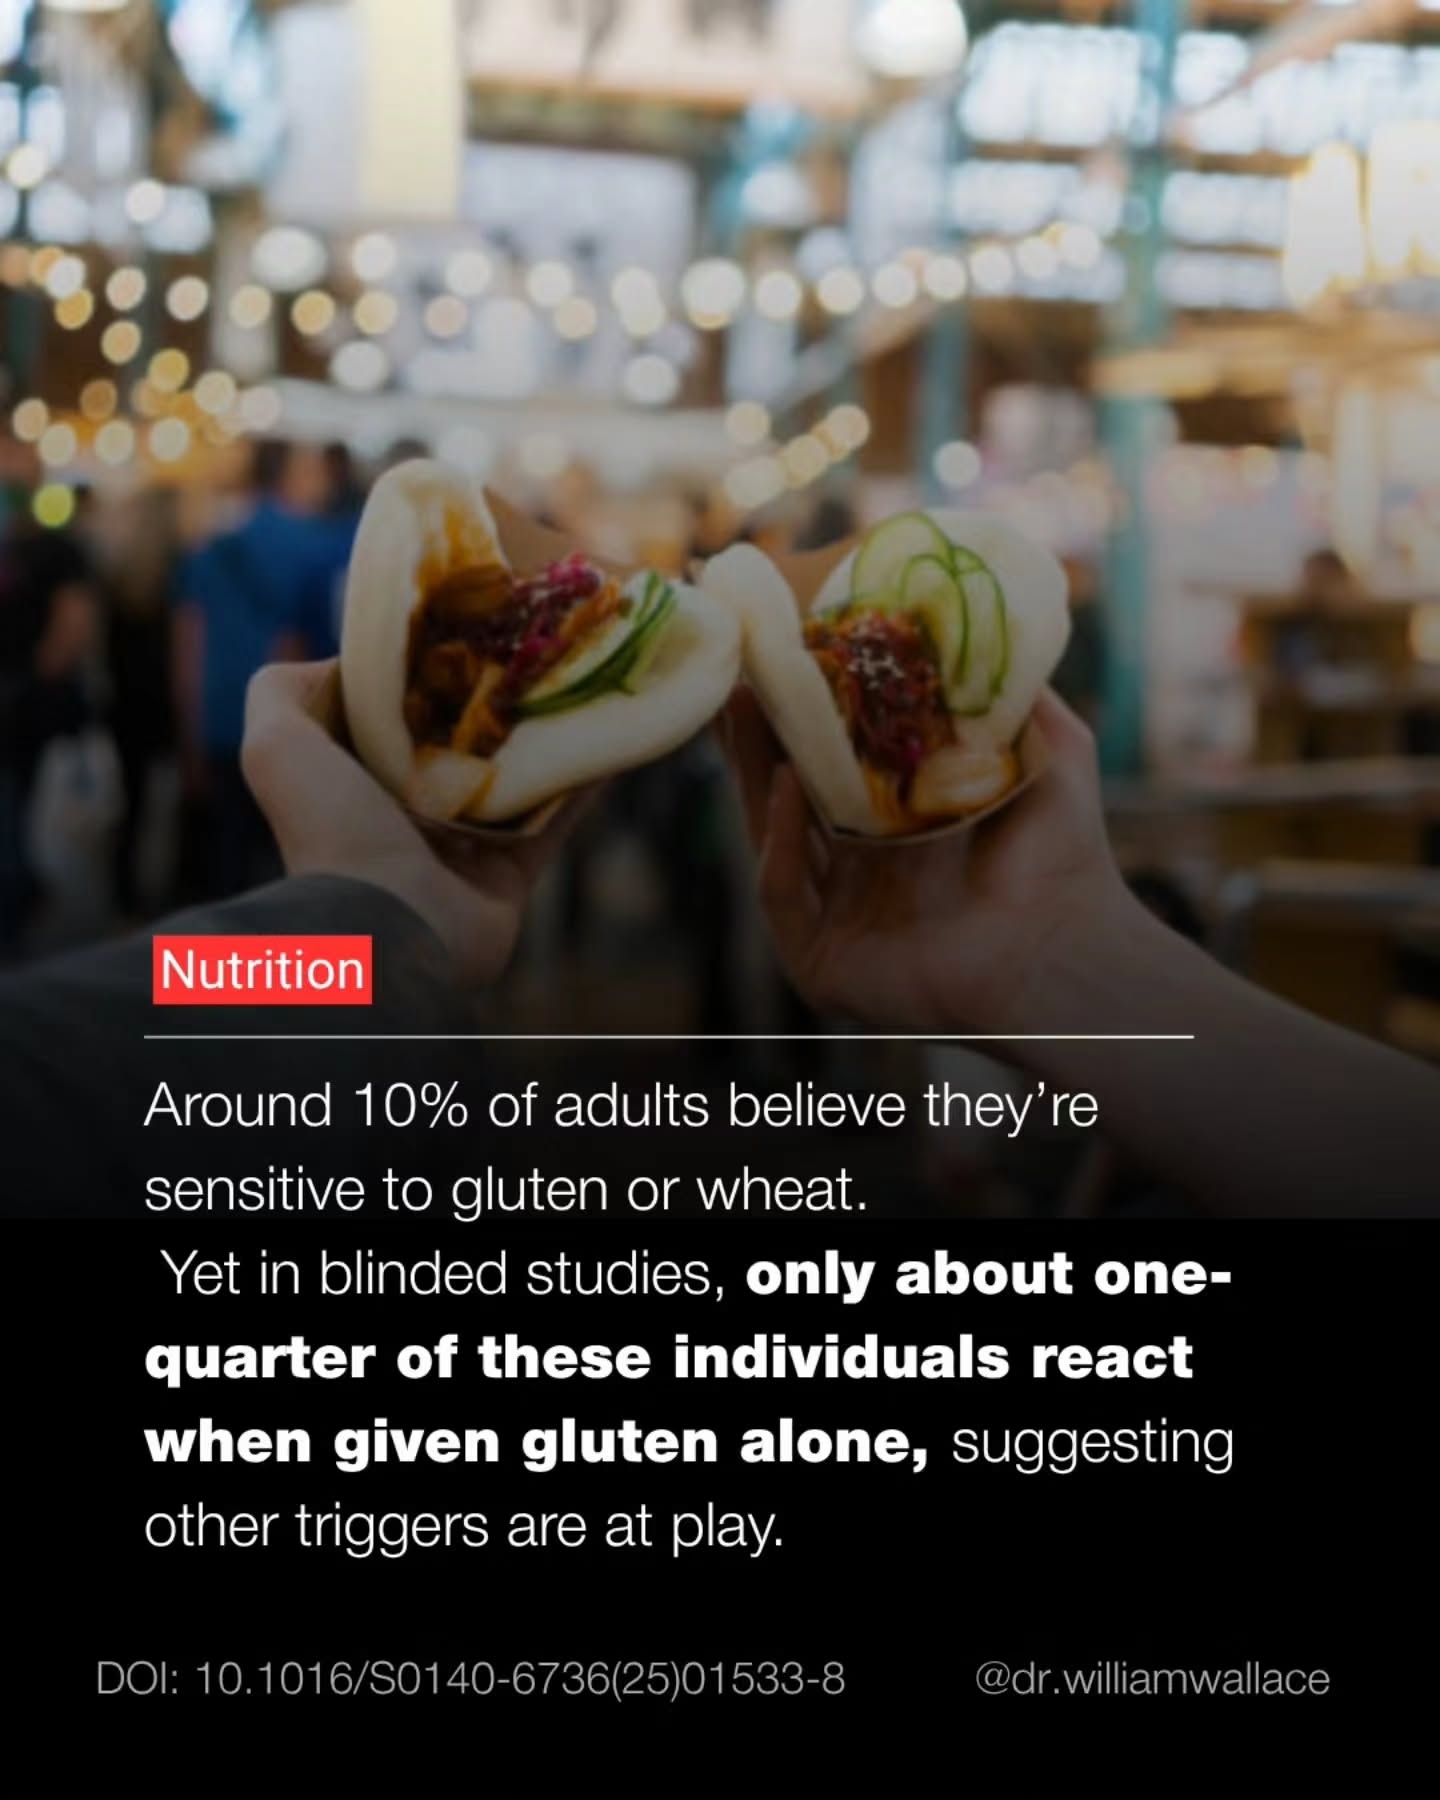 Nutrition
Around 10% of adults believe they’re
sensitive to gluten or wheat.
Yet in blinded studies, only about one-
quarter of these individuals react
when given gluten alone, suggesting
other triggers are at play.
DOI: 10.1016/S0140-6736(25)01533-8
@dr.williamwallace